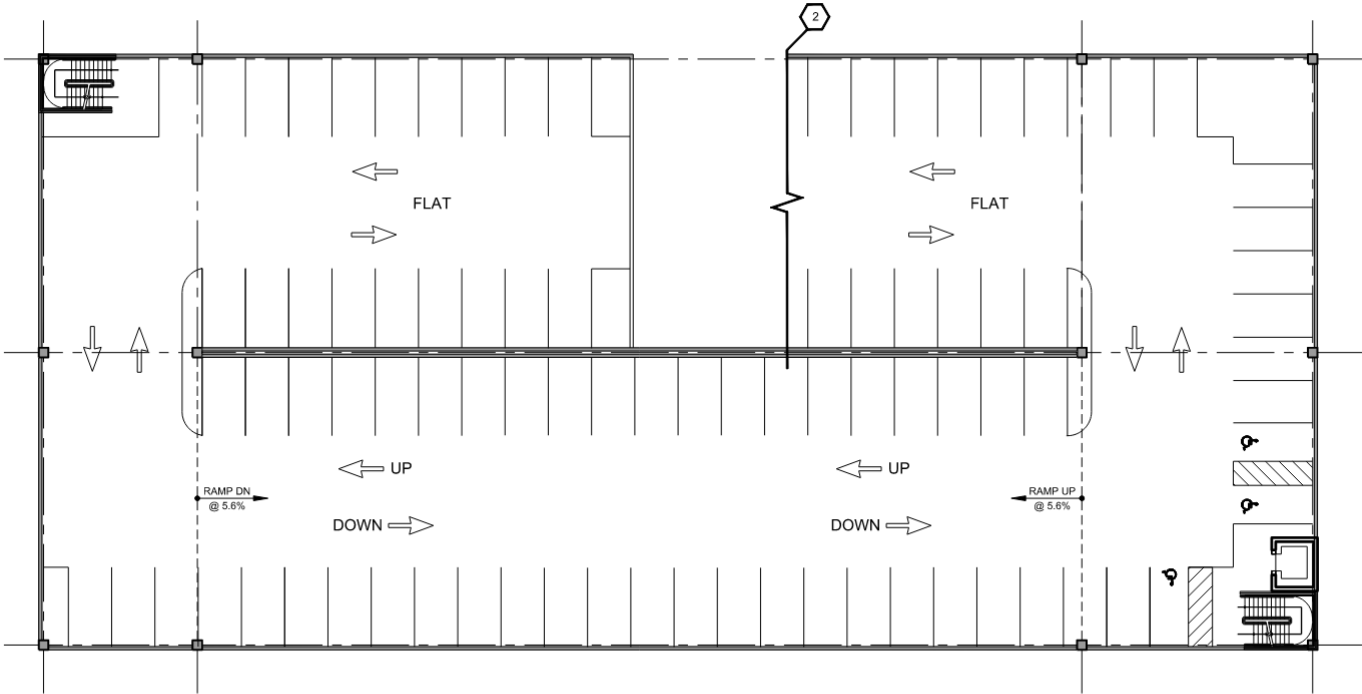 2
FLAT
FLAT
UP
UP
RAMP DN
@ 5.6%
RAMP UP
@ 5.6%
DOWN
DOWN